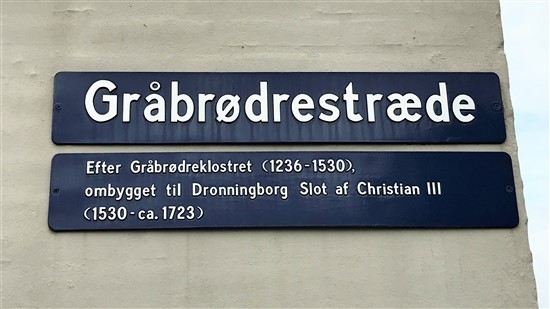 Gråbrødrestræde
Efter Gråbrødreklostret (1236-1530),
ombygget til Dronningborg Slot af Christian III
(1530-ca. 1723)